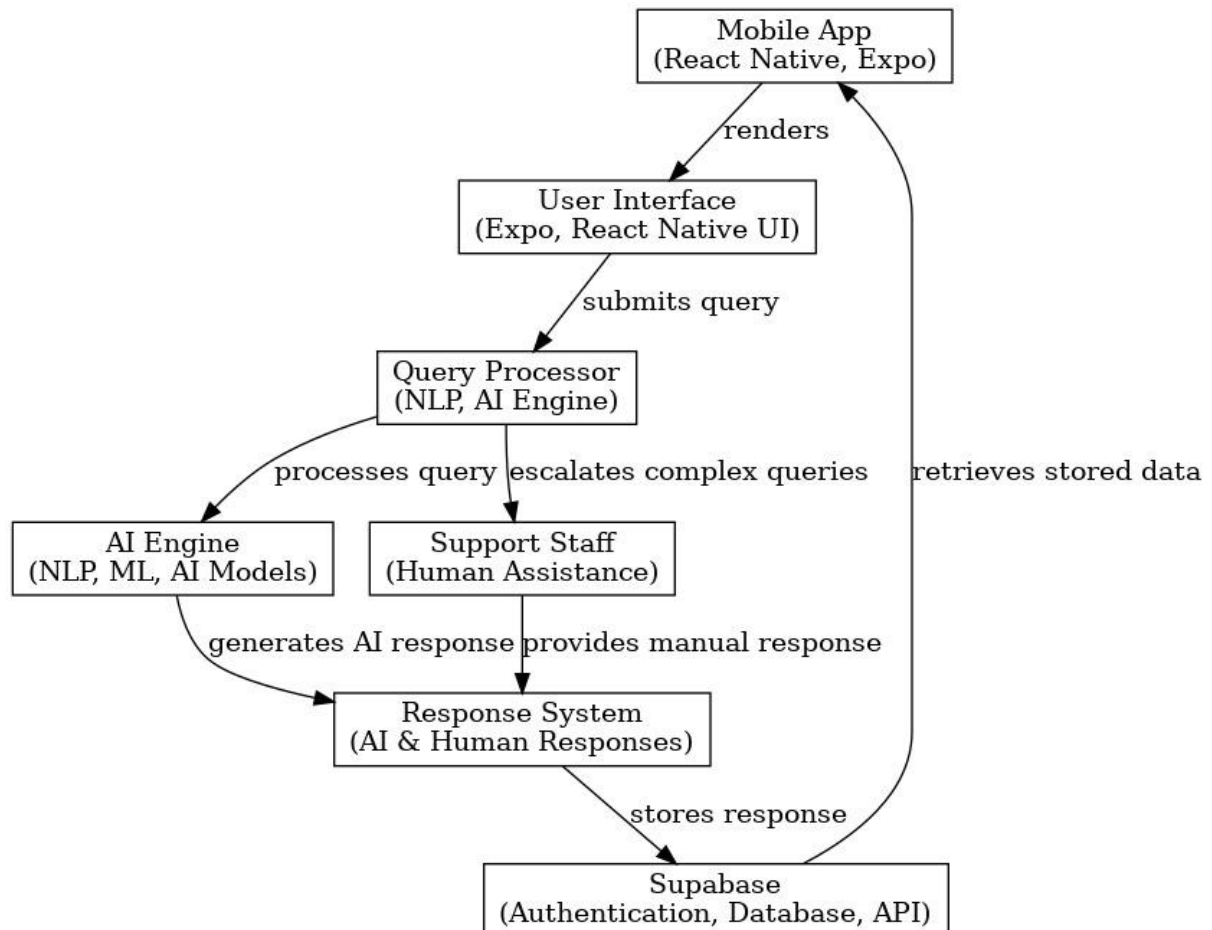 Mobile App
(React Native, Expo)
renders
User Interface
(Expo, React Native UI)
submits query
Query Processor
(NLP, AI Engine)
processes query
escalates complex queries
retrieves stored data
AI Engine
(NLP, ML, AI Models)
Support Staff
(Human Assistance)
generates AI response
provides manual response
Response System
(AI & Human Responses)
stores response
Supabase
(Authentication, Database, API)